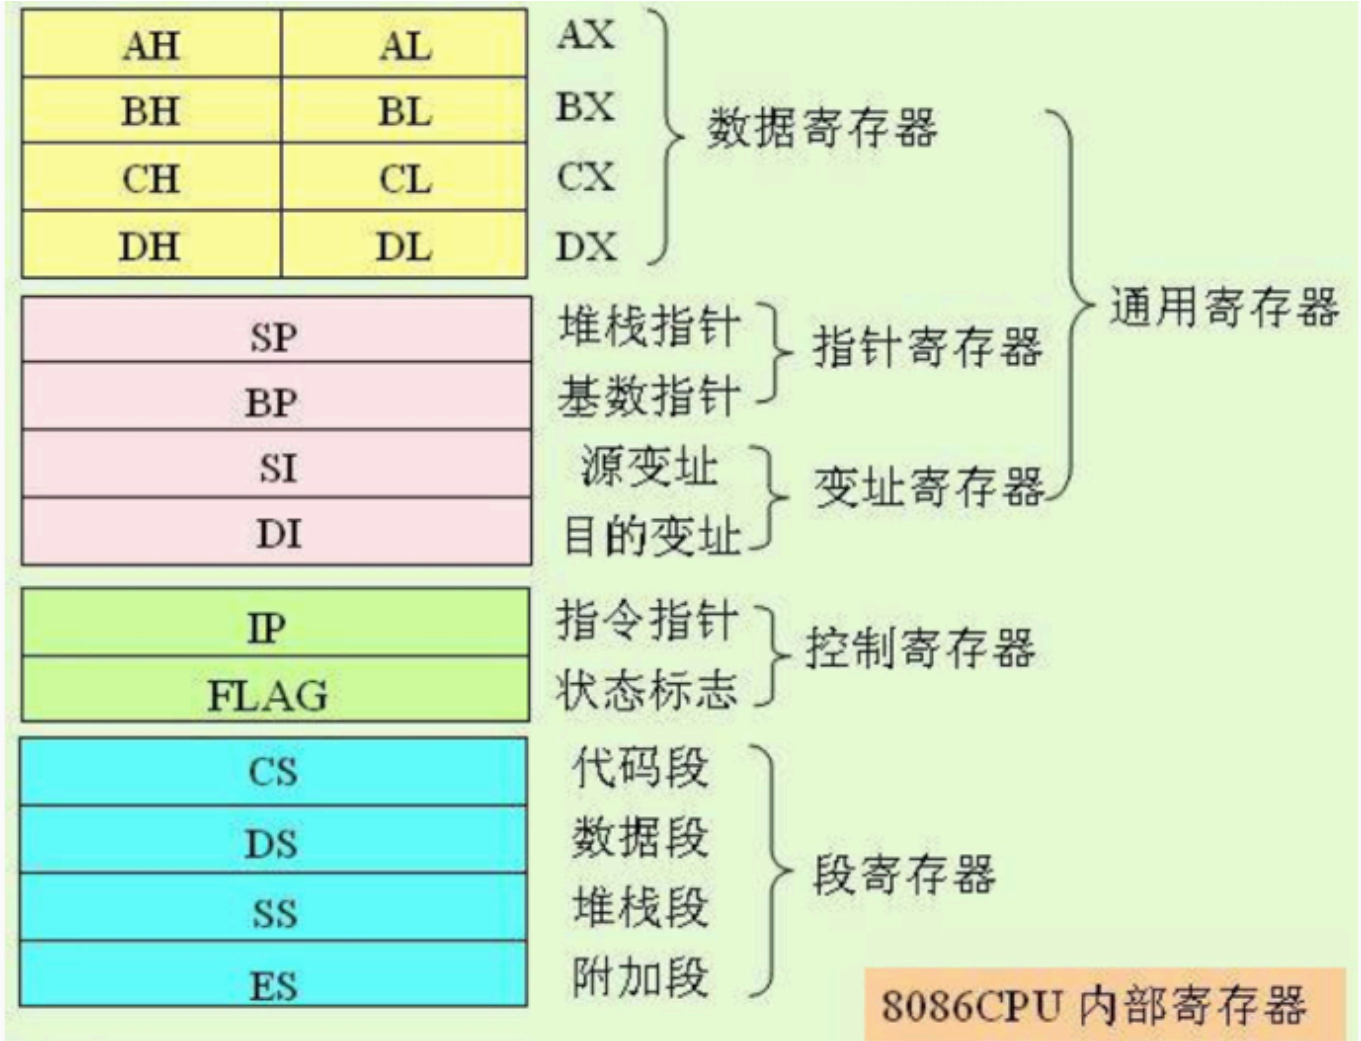 AH AL AX
BH BL BX
数据寄存器
CH CL CX
DH DL DX
SP 堆栈指针
指针寄存器
BP 基数指针
通用寄存器
SI 源变址
变址寄存器
DI 目的变址
IP 指令指针
控制寄存器
FLAG 状态标志
CS 代码段
DS 数据段
段寄存器
SS 堆栈段
ES 附加段
8086CPU 内部寄存器